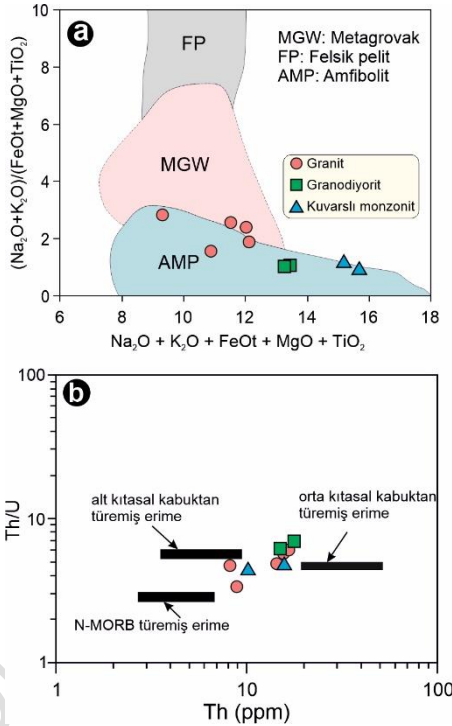 a
FP
MGW: Metagrovak
FP: Felsik pelit
AMP: Amfibolit
MGW
Granit
Granodiyorit
Kuvarslı monzonit
AMP
(Na₂O+K₂O)/(FeOt+MgO+TiO₂)
10
8
6
4
2
0
6 8 10 12 14 16 18
Na₂O + K₂O + FeOt + MgO + TiO₂
b
Th/U
100
10
1
alt kıtasal kabuktan
türemiş erime
orta kıtasal kabuktan
türemiş erime
N-MORB türemiş erime
1 10 100
Th (ppm)